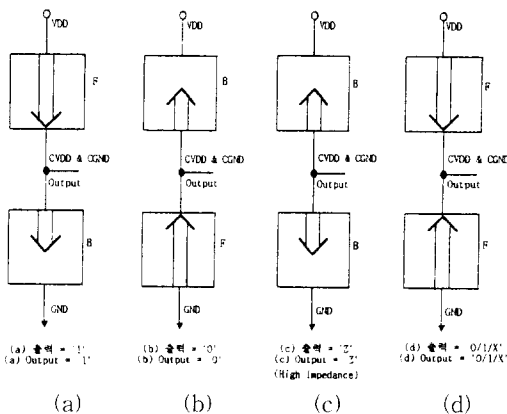 VDD VDD VDD VDD
F B B F
CVDD & CGND CVDD & CGND CVDD & CGND CVDD & CGND
Output Output Output Output
B F B F
GND GND GND GND
(a) 출력 = '1' (b) 출력 = '0' (c) 출력 = 'Z' (d) 출력 = '0/1/X'
(a) Output = '1' (b) Output = '0' (c) Output = 'Z' (d) Output = '0/1/X'
(High Impedance)
(a) (b) (c) (d)